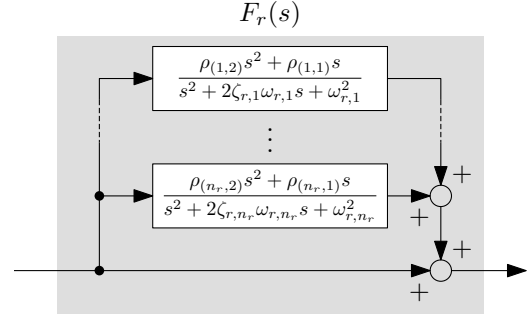 F_r(s)
\frac{\rho_{(1,2)}s^2 + \rho_{(1,1)}s}{s^2 + 2\zeta_{r,1}\omega_{r,1}s + \omega_{r,1}^2}
⋮
\frac{\rho_{(n_r,2)}s^2 + \rho_{(n_r,1)}s}{s^2 + 2\zeta_{r,n_r}\omega_{r,n_r}s + \omega_{r,n_r}^2}
+
+
+
+